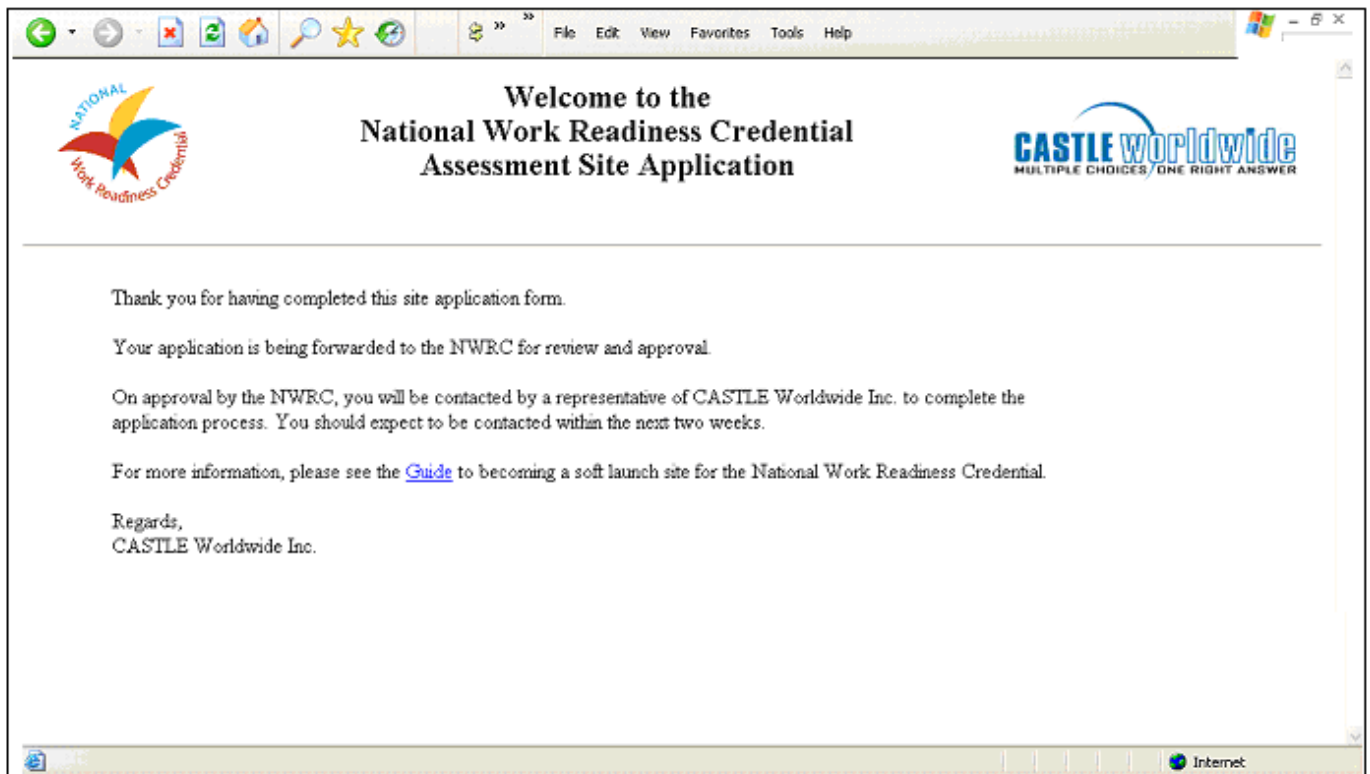 File Edit View Favorites Tools Help
NATIONAL
Work Readiness Credential
Welcome to the
National Work Readiness Credential
Assessment Site Application
CASTLE worldwide
MULTIPLE CHOICES/ONE RIGHT ANSWER
Thank you for having completed this site application form.
Your application is being forwarded to the NWRC for review and approval.
On approval by the NWRC, you will be contacted by a representative of CASTLE Worldwide Inc. to complete the
application process. You should expect to be contacted within the next two weeks.
For more information, please see the Guide to becoming a soft launch site for the National Work Readiness Credential.
Regards,
CASTLE Worldwide Inc.
Internet